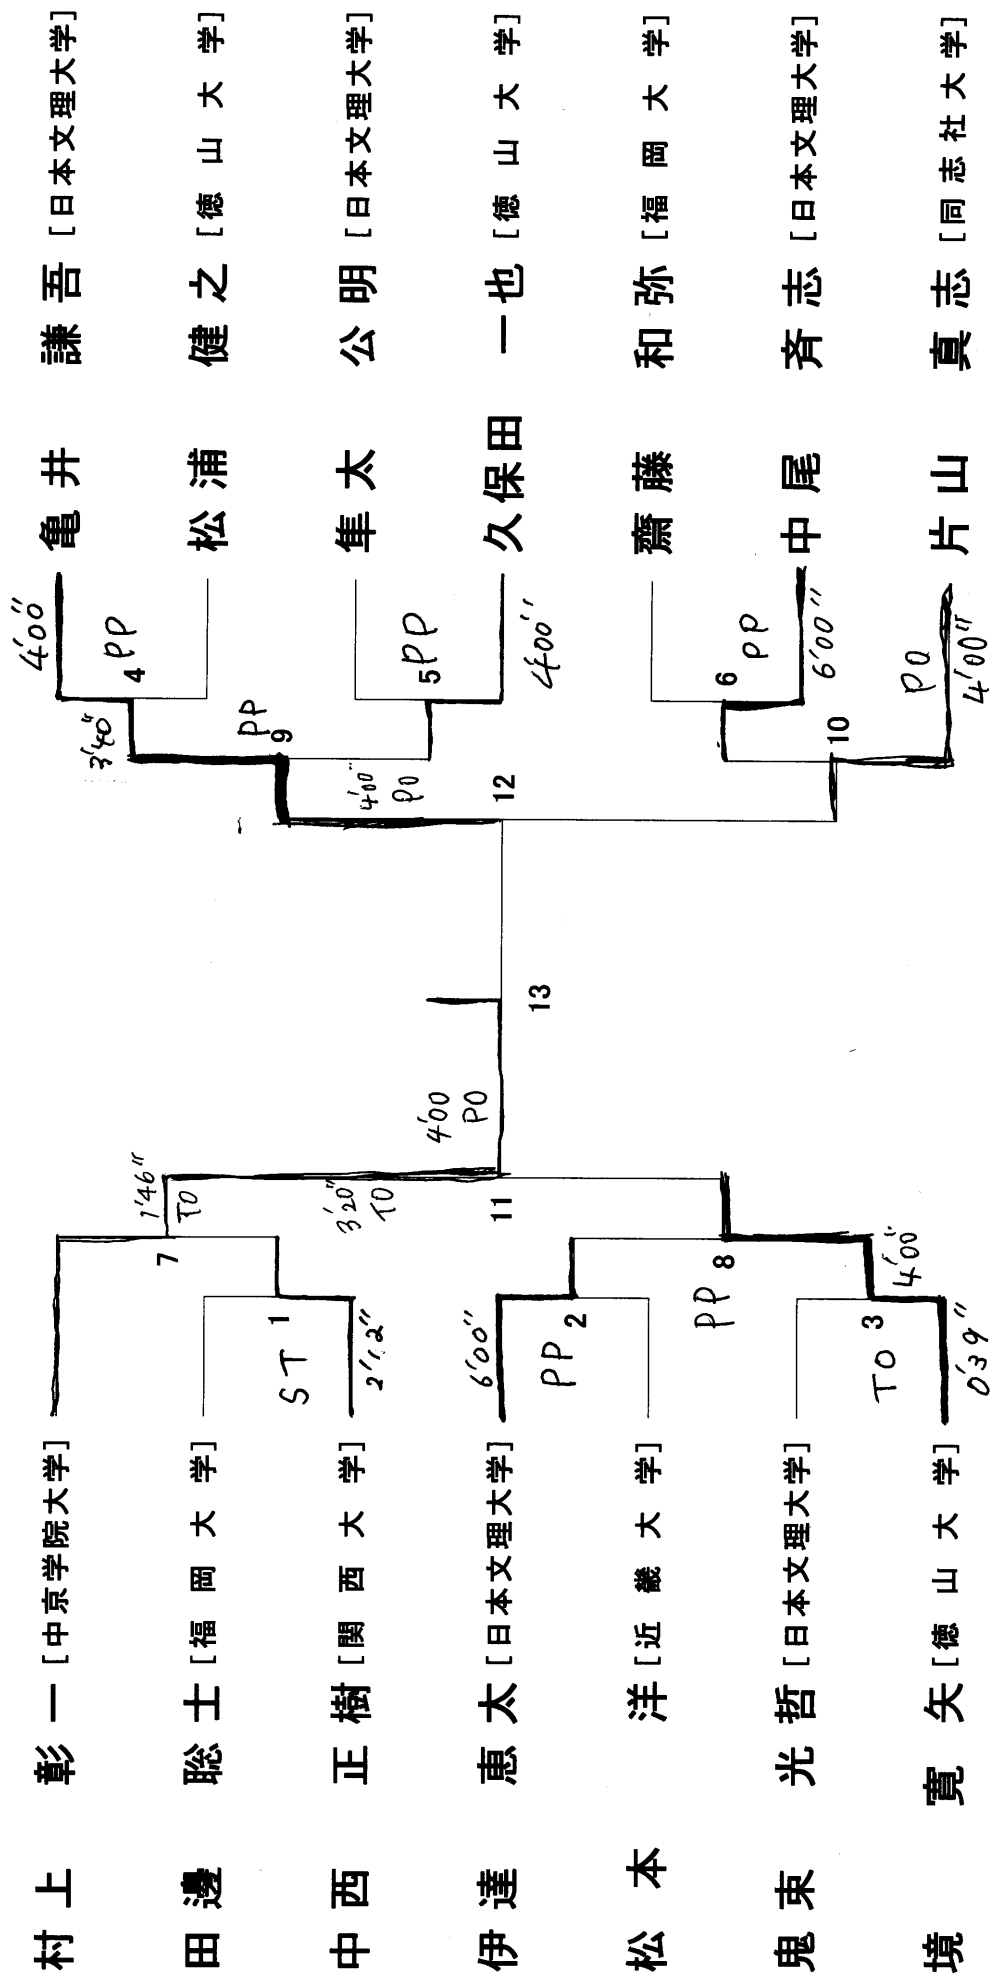 村上 彰一 [中京学院大学]
田邊 聡士 [福岡大学]
中西 正樹 [関西大学]
伊達 恵太 [日本文理大学]
松本 洋 [近畿大学]
鬼束 光哲 [日本文理大学]
境 寛矢 [徳山大学]
1 ST
2 PP 6'00"
3 TO 0'39"
7 1'46" TO
8 PP 4'00"
11 3'20" TO
13 4'00 PO
12 4'00" PO
9 PP 3'40"
10 PO 4'00"
4 PP 4'00"
5 PP 4'00"
6 PP 6'00"
亀井 謙吾 [日本文理大学]
松浦 健之 [徳山大学]
隼太 公明 [日本文理大学]
久保田 一也 [徳山大学]
齋藤 和弥 [福岡大学]
中尾 斉志 [日本文理大学]
片山 真志 [同志社大学]